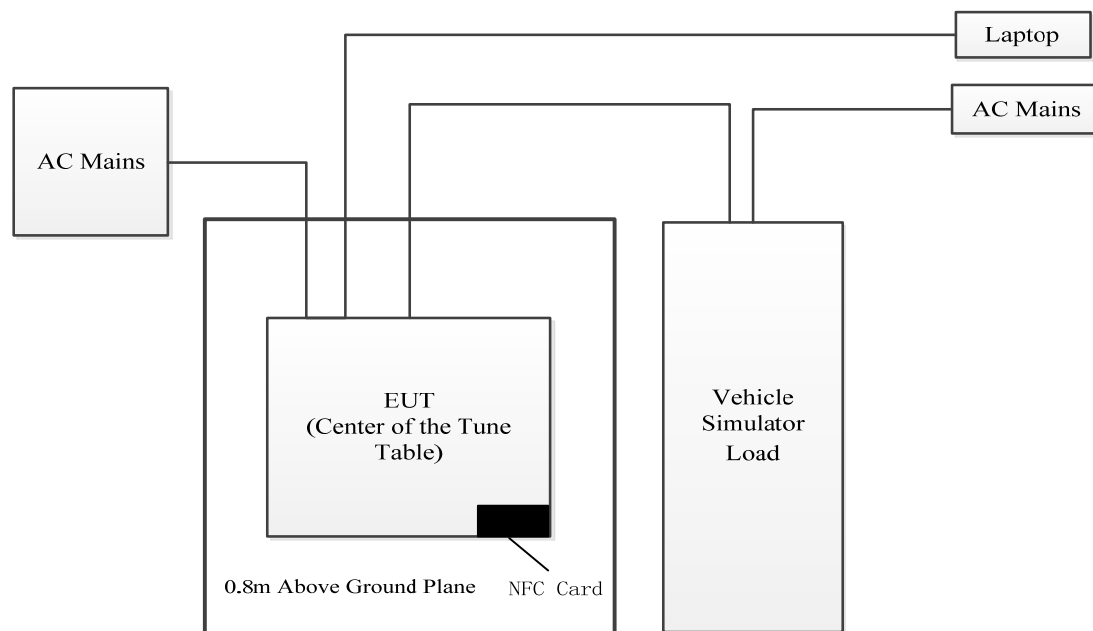 Laptop
AC Mains
AC Mains
EUT
(Center of the Tune
Table)
Vehicle
Simulator
Load
0.8m Above Ground Plane
NFC Card